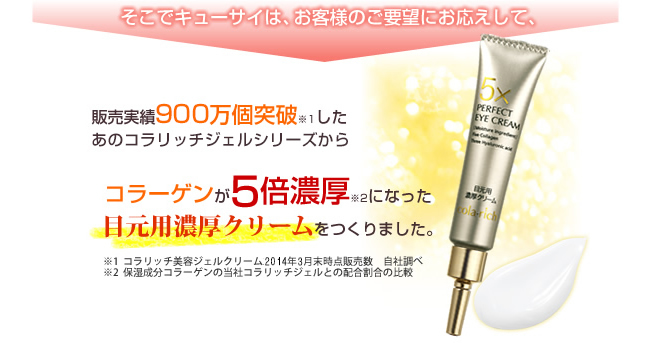 そこでキューサイは、お客様のご要望にお応えして、
販売実績900万個突破※1した
あのコラリッチジェルシリーズから
コラーゲンが5倍濃厚※2になった
目元用濃厚クリームをつくりました。
※1 コラリッチ美容ジェルクリーム2014年3月末時点販売数　自社調べ
※2 保湿成分コラーゲンの当社コラリッチジェルとの配合割合の比較
5X
PERFECT
EYE CREAM
Moisture Ingredient
Collagen
Hyaluronic acid
目元用
濃厚クリーム
cola-rich